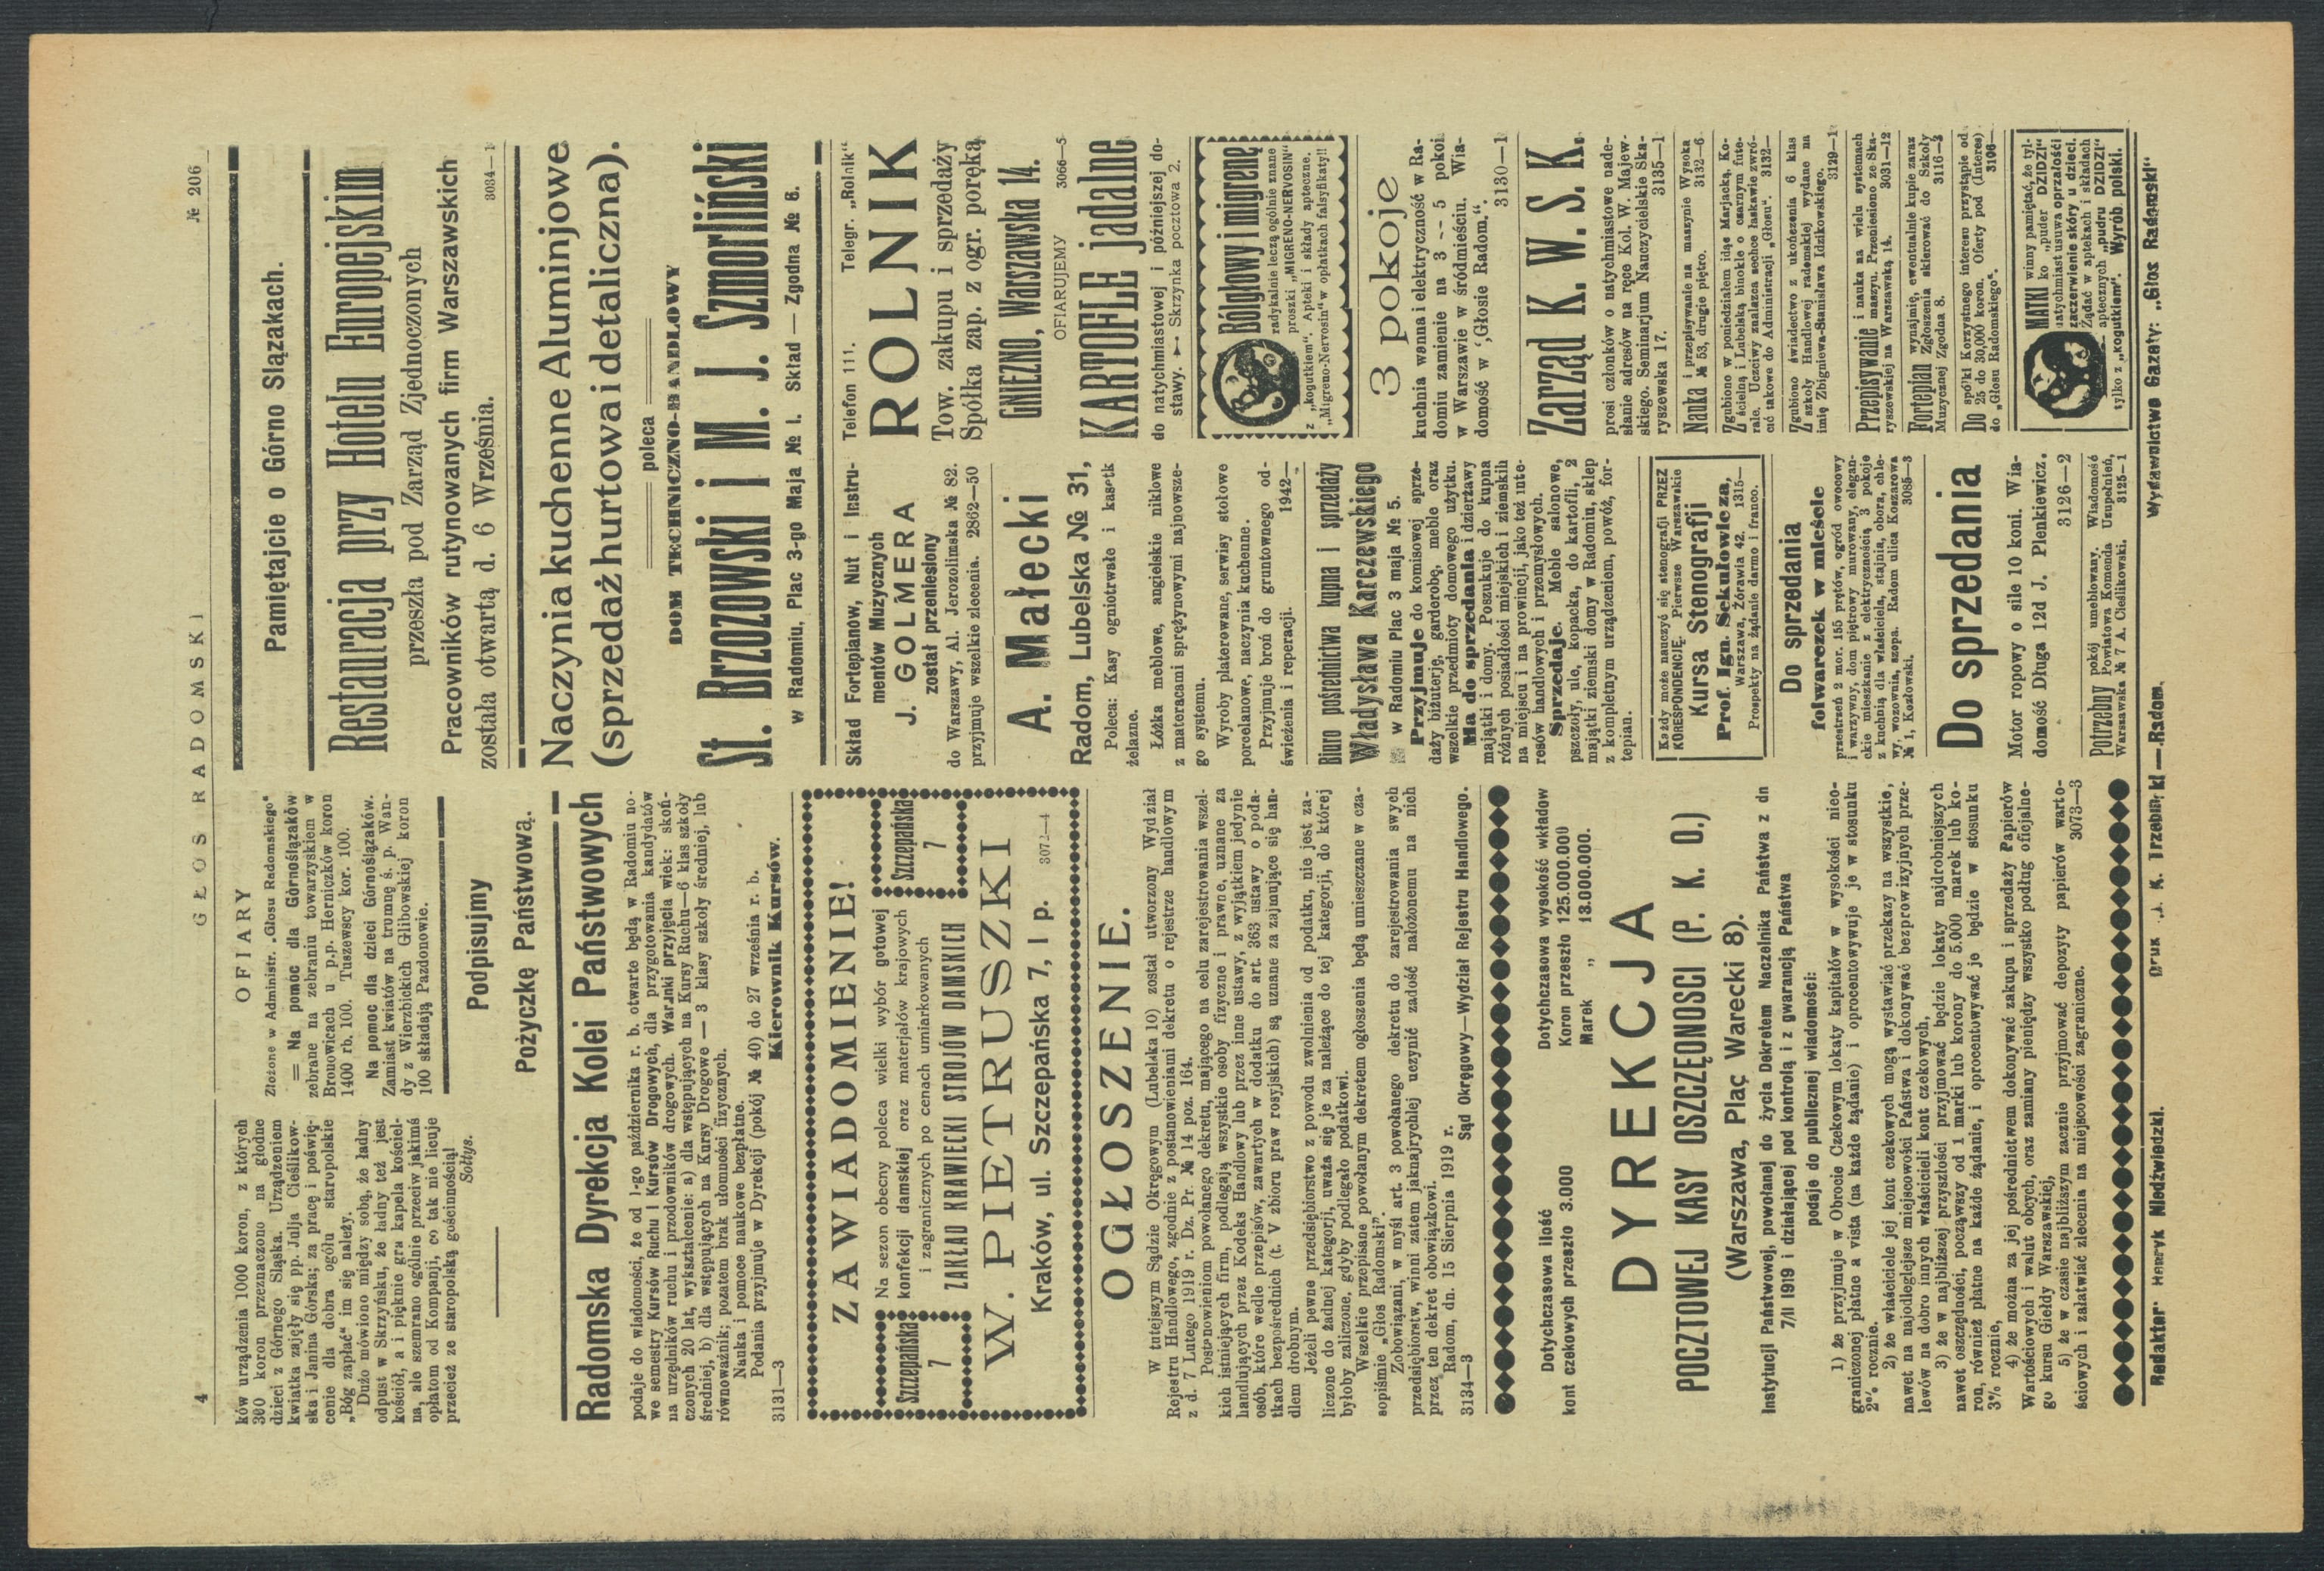 4
GŁOS RADOMSKI
№ 206
ków urządzenia 1000 koron, z których
300 koron przeznaczono na głodne
dzieci z Górnego Śląska. Urządzeniem
kwiatka zajęły się pp. Julja Cieślikow-
ska i Janina Górska; za pracę i poświę-
cenie dla dobra ogółu staropolskie
„Bóg zapłać“ im się należy.
Dużo mówiono między sobą, że ładny
odpust w Skrzyńsku, że ładny też jest
kościół, a i pięknie gra kapela kościel-
na, ale szemrano ogólnie przeciw jakimś
opłatom od Kompanji, co tak nie licuje
przecież ze staropolską gościnnością!
Sołtys.
OFIARY
Złożone w Administr. „Głosu Radomskiego“
= Na pomoc dla Górnoślązaków
zebrane na zebraniu towarzyskiem w
Bronowicach u p.p. Herniczków koron
1400 rb. 100. Tuszewscy kor. 100.
Na pomoc dla dzieci Górnoślązaków.
Zamiast kwiatów na trumnę ś. p. Wan-
dy z Wierzbickich Glibowskiej koron
100 składają Pazdonowie.
Podpisujmy
Pożyczkę Państwową.
Radomska Dyrekcja Kolei Państwowych
podaje do wiadomości, że od 1-go października r. b. otwarte będą w Radomiu no-
we semestry Kursów Ruchu i Kursów Drogowych, dla przygotowania kandydatów
na urzędników ruchu i przodowników drogowych. Warunki przyjęcia wiek: skoń-
czonych 20 lat, wykształcenie: a) dla wstępujących na Kursy Ruchu—6 klas szkoły
średniej, b) dla wstępujących na Kursy Drogowe — 3 klasy szkoły średniej, lub
równoważnik; pozatem brak ułomności fizycznych.
Nauka i pomoce naukowe bezpłatne.
Podania przyjmuje w Dyrekcji (pokój № 40) do 27 września r. b.
3131—3
Kierownik Kursów.
ZAWIADOMIENIE!
Szczepańska
7
Na sezon obecny poleca wielki wybór gotowej
konfekcji damskiej oraz materjałów krajowych
i zagranicznych po cenach umiarkowanych
Szczepańska
7
ZAKŁAD KRAWIECKI STROJÓW DAMSKICH
W. PIETRUSZKI
Kraków, ul. Szczepańska 7, I p.
3072—4
OGŁOSZENIE.
W tutejszym Sądzie Okręgowym (Lubelska 10) został utworzony Wydział
Rejestru Handlowego, zgodnie z postanowieniami dekretu o rejestrze handlowym
z d. 7 Lutego 1919 r. Dz. Pr. № 14 poz. 164.
Postanowieniom powołanego dekretu, mającego na celu zarejestrowania wszel-
kich istniejących firm, podlegają wszystkie osoby fizyczne i prawne, uznane za
handlujących przez Kodeks Handlowy lub przez inne ustawy, z wyjątkiem jedynie
osób, które wedle przepisów, zawartych w dodatku do art. 363 ustawy o poda-
tkach bezpośrednich (t. V zbioru praw rosyjskich) są uznane za zajmujące się han-
dlem drobnym.
Jeżeli pewne przedsiębiorstwo z powodu zwolnienia od podatku, nie jest za-
liczone do żadnej kategorji, uważa się je za należące do tej kategorji, do której
byłoby zaliczone, gdyby podlegało podatkowi.
Wszelkie przepisane powołanym dekretem ogłoszenia będą umieszczane w cza-
sopiśmie „Głos Radomski“.
Zobowiązani, w myśl art. 3 powołanego dekretu do zarejestrowania swych
przedsiębiorstw, winni zatem jaknajrychlej uczynić zadość nałożonemu na nich
przez ten dekret obowiązkowi.
Radom, dn. 15 Sierpnia 1919 r.
3134—3
Sąd Okręgowy—Wydział Rejestru Handlowego.
Dotychczasowa ilość
kont czekowych przeszło 3.000
Dotychczasowa wysokość wkładow
Koron przeszło 125.000.000
Marek „ 13.000.000.
DYREKCJA
POCZTOWEJ KASY OSZCZĘDNOSCI (P. K. O.)
(Warszawa, Plac Warecki 8).
Instytucji Państwowej, powołanej do życia Dekretem Naczelnika Państwa z dn
7/II 1919 i działającej pod kontrolą i z gwarancją Państwa
podaje do publicznej wiadomości:
1) że przyjmuje w Obrocie Czekowym lokaty kapitałów w wysokości nieo-
graniczonej płatne a vista (na każde żądanie) i oprocentowywuje je w stosunku
2% rocznie.
2) że właściciele jej kont czekowych mogą wystawiać przekazy na wszystkie,
nawet na najodleglejsze miejscowości Państwa i dokonywać bezprowizyjnych prze-
lewów na dobro innych właścicieli kont czekowych,
3) że w najbliższej przyszłości przyjmować będzie lokaty najdrobniejszych
nawet oszczędności, począwszy od 1 marki lub korony do 5.000 marek lub ko-
ron, również płatne na każde żądanie, i oprocentowywać je będzie w stosunku
3% rocznie,
4) że można za jej pośrednictwem dokonywać zakupu i sprzedaży Papierów
Wartościowych i walut obcych, oraz zamiany pieniędzy wszystko podług oficjalne-
go kursu Giełdy Warszawskiej,
5) że w czasie najbliższym zacznie przyjmować depozyty papierów warto-
ściowych i załatwiać zlecenia na miejscowości zagraniczne.
3073—3
Pamiętajcie o Górno Slązakach.
Restauracja przy Hotelu Europejskim
przeszła pod Zarząd Zjednoczonych
Pracowników rutynowanych firm Warszawskich
została otwartą d. 6 Września.
3034—1
Naczynia kuchenne Aluminjowe
(sprzedaż hurtowa i detaliczna).
poleca
DOM TECHNICZNO-HANDLOWY
St. Brzozowski i M. J. Szmorliński
w Radomiu, Plac 3-go Maja № I. Skład — Zgodna № 6.
Skład Fortepianow, Nut i Instru-
mentów Muzycznych
J. GOLMERA
został przeniesiony
do Warszawy, Al. Jerozolimska № 82.
przyjmuje wszelkie zlecenia. 2862—50
A. Małecki
Radom, Lubelska № 31,
Poleca: Kasy ogniotrwałe i kasetk
żelazne.
Łóżka meblowe, angielskie niklowe
z materacami sprężynowymi najnowsze-
go systemu.
Wyroby platerowane, serwisy stołowe
porcelanowe, naczynia kuchenne.
Przyjmuje broń do gruntownego od-
świeżenia i reperacji. 1942—
Biuro pośrednictwa kupna i sprzedaży
Władysława Karczewskiego
w Radomiu Plac 3 maja № 5.
Przyjmuje do komisowej sprze-
daży biżuterję, garderobę, meble oraz
wszelkie przedmioty domowego użytku.
Ma do sprzedania i dzierżawy
majątki i domy. Poszukuje do kupna
różnych posiadłości miejskich i ziemskich
na miejscu i na prowincji, jako też inte-
resów handlowych i przemysłowych.
Sprzedaje. Meble salonowe,
pszczoły, ule, kopacka, do kartofli, 2
majątki ziemski domy w Radomiu, sklep
z kompletnym urządzeniem, powóz, for-
tepian.
Każdy może nauczyć się stenografji PRZEZ
KORESPONDENCJĘ. Pierwsze Warszawskie
Kursa Stenografji
Prof. Ign. Sekułowicza,
Warszawa, Żórawia 42. 1315—
Prospekty na żądanie darmo i franco.
Do sprzedania
folwareczek w mieście
przestrzeń 2 mor. 155 prętów, ogród owocowy
i warzywny, dom piętrowy murowany, elegan-
ckie mieszkanie z elektrycznością 3 pokoje
z kuchnią dla właściciela, stajnia, obora, chle-
wy, wozownia, szopa. Radom ulica Koszarowa
№ 1, Kozłowski. 3085—3
Do sprzedania
Motor ropowy o sile 10 koni. Wia-
domość Długa 12d J. Plenkiewicz.
3126—2
Potrzebny pokój umeblowany. Wiadomość
Powiatowa Komenda Uzupełnień,
Warszawska № 7 A. Cieślikowski. 3125—1
Telefon 111. Telegr. „Rolnik“
ROLNIK
Tow. zakupu i sprzedaży
Spółka zap. z ogr. poręką
GNIEZNO, Warszawska 14.
OFIARUJEMY 3066—5
KARTOFLE jadalne
do natychmiastowej i późniejszej do-
stawy. — Skrzynka pocztowa 2.
Ból głowy i migrenę
radykalnie leczą ogólnie znane
proszki „MIGRENO-NERVOSIN“
z „kogutkiem“. Apteki i składy apteczne.
„Migreno-Nervosin“ w opłatkach falsyfikaty!!
3 pokoje
kuchnia wanna i elektryczność w Ra-
domiu zamienię na 3 -- 5 pokoi
w Warszawie w śródmieściu. Wia-
domość w „Głosie Radom.“
3130—1
Zarząd K. W. S. K.
prosi członków o natychmiastowe nade-
słanie adresów na ręce Kol. W. Majew-
skiego. Seminarjum Nauczycielskie Ska-
ryszewska 17. 3135—1
Nauka i przepisywanie na maszynie Wysoka
№ 53, drugie piętro. 3132—6
Zgubiono w poniedziałem idąc Marjacką, Ko-
ścielną i Lubelską binokle o czarnym fute-
rale. Uczciwy znalazca zechce łaskawie zwró-
cić takowe do Administracji „Głosu“. 3132—
Zgubiono świadectwo z ukończenia 6 klas
szkoły Handlowej radomskiej wydane na
imię Zbigniewa-Stanisława Idzikowskiego.
3129—1
Przepisywanie i nauka na wielu systemach
maszyn. Przeniesiono ze Ska-
ryszewskiej na Warszawską 14. 3031—12
Fortepian wynajmię, ewentualnie kupie zaraz
Zgłoszenia skierować do Szkoły
Muzycznej Zgodna 8. 3116—3
Do spółki Korzystnego interesu przystąpie od
25 do 30,000 koron. Oferty pod (Interes)
do „Głosu Radomskiego“. 3106—
MATKI winny pamiętać, że tyl-
ko „puder DZIDZI“
natychmiast usuwa oprzałości
zaczerwienie skóry u dzieci.
Żądać w aptekach i składach
aptecznych „pudru DZIDZI“
tylko z „kogutkiem“. Wyrób polski.
Redaktor: Henryk Niedźwiedzki.
Druk J. K. Trzebiński—Radom.
Wydawnictwo Gazety: „Głos Radomski“